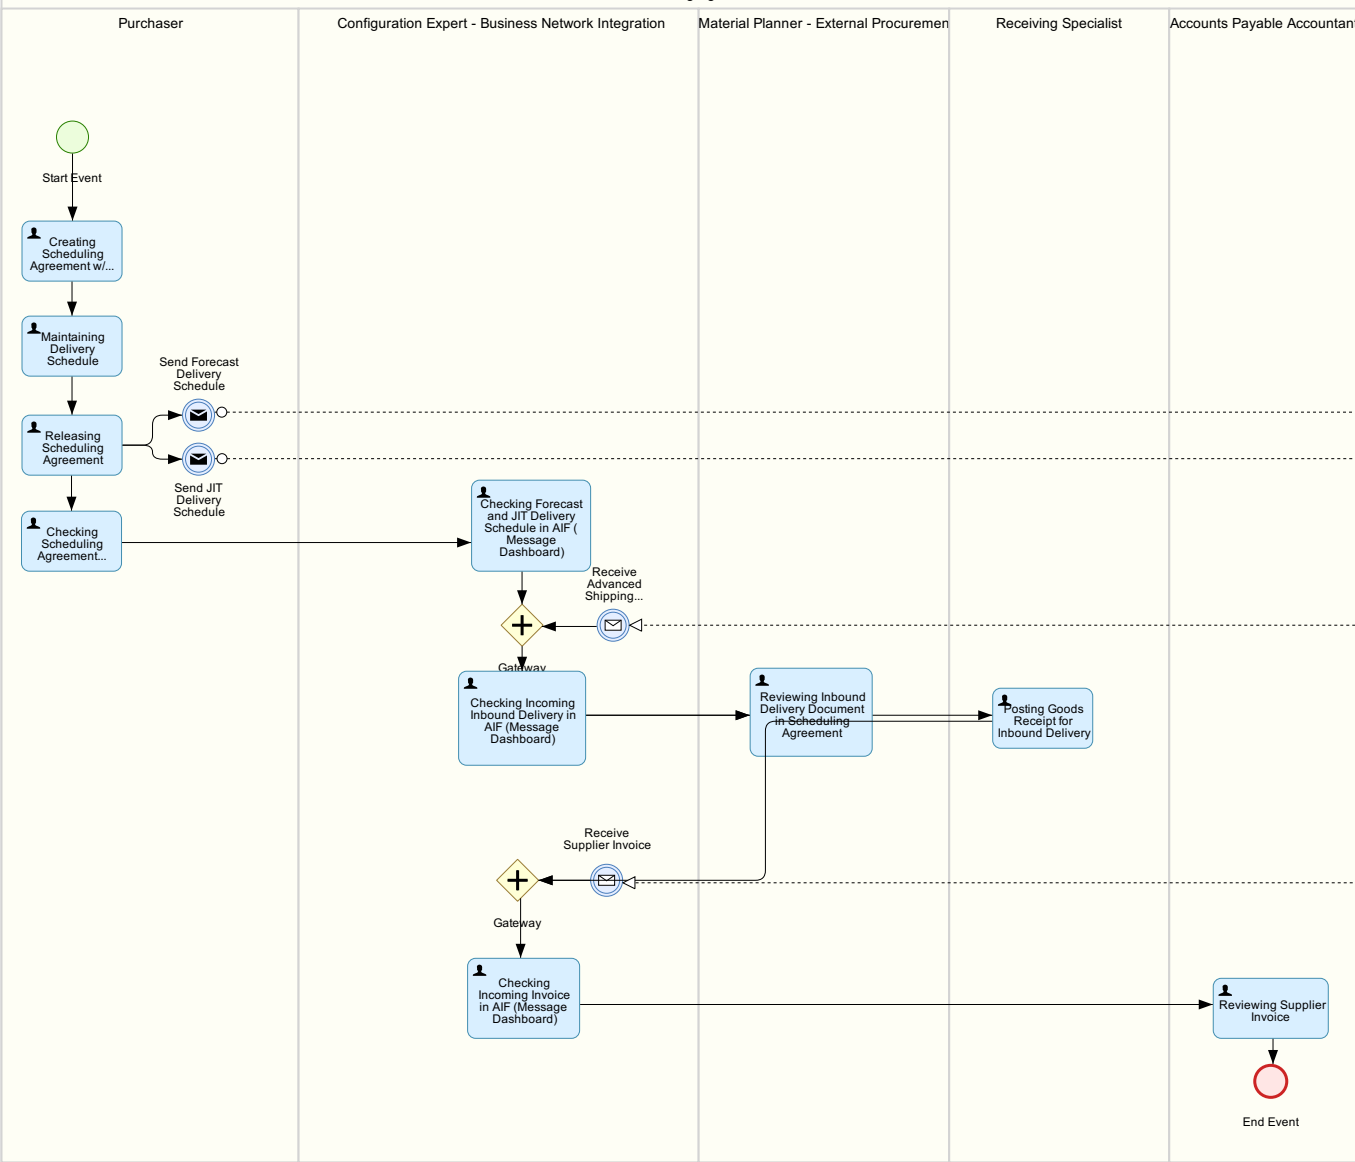 Purchaser
Configuration Expert - Business Network Integration
Material Planner - External Procuremen
Receiving Specialist
Accounts Payable Accountan
Start Event
Creating
Scheduling
Agreement w/...
Maintaining
Delivery
Schedule
Send Forecast
Delivery
Schedule
Releasing
Scheduling
Agreement
Send JIT
Delivery
Schedule
Checking
Scheduling
Agreement...
Checking Forecast
and JIT Delivery
Schedule in AIF (
Message
Dashboard)
Receive
Advanced
Shipping...
Gateway
Checking Incoming
Inbound Delivery in
AIF (Message
Dashboard)
Reviewing Inbound
Delivery Document
in Scheduling
Agreement
Posting Goods
Receipt for
Inbound Delivery
Receive
Supplier Invoice
Gateway
Checking
Incoming Invoice
in AIF (Message
Dashboard)
Reviewing Supplier
Invoice
End Event